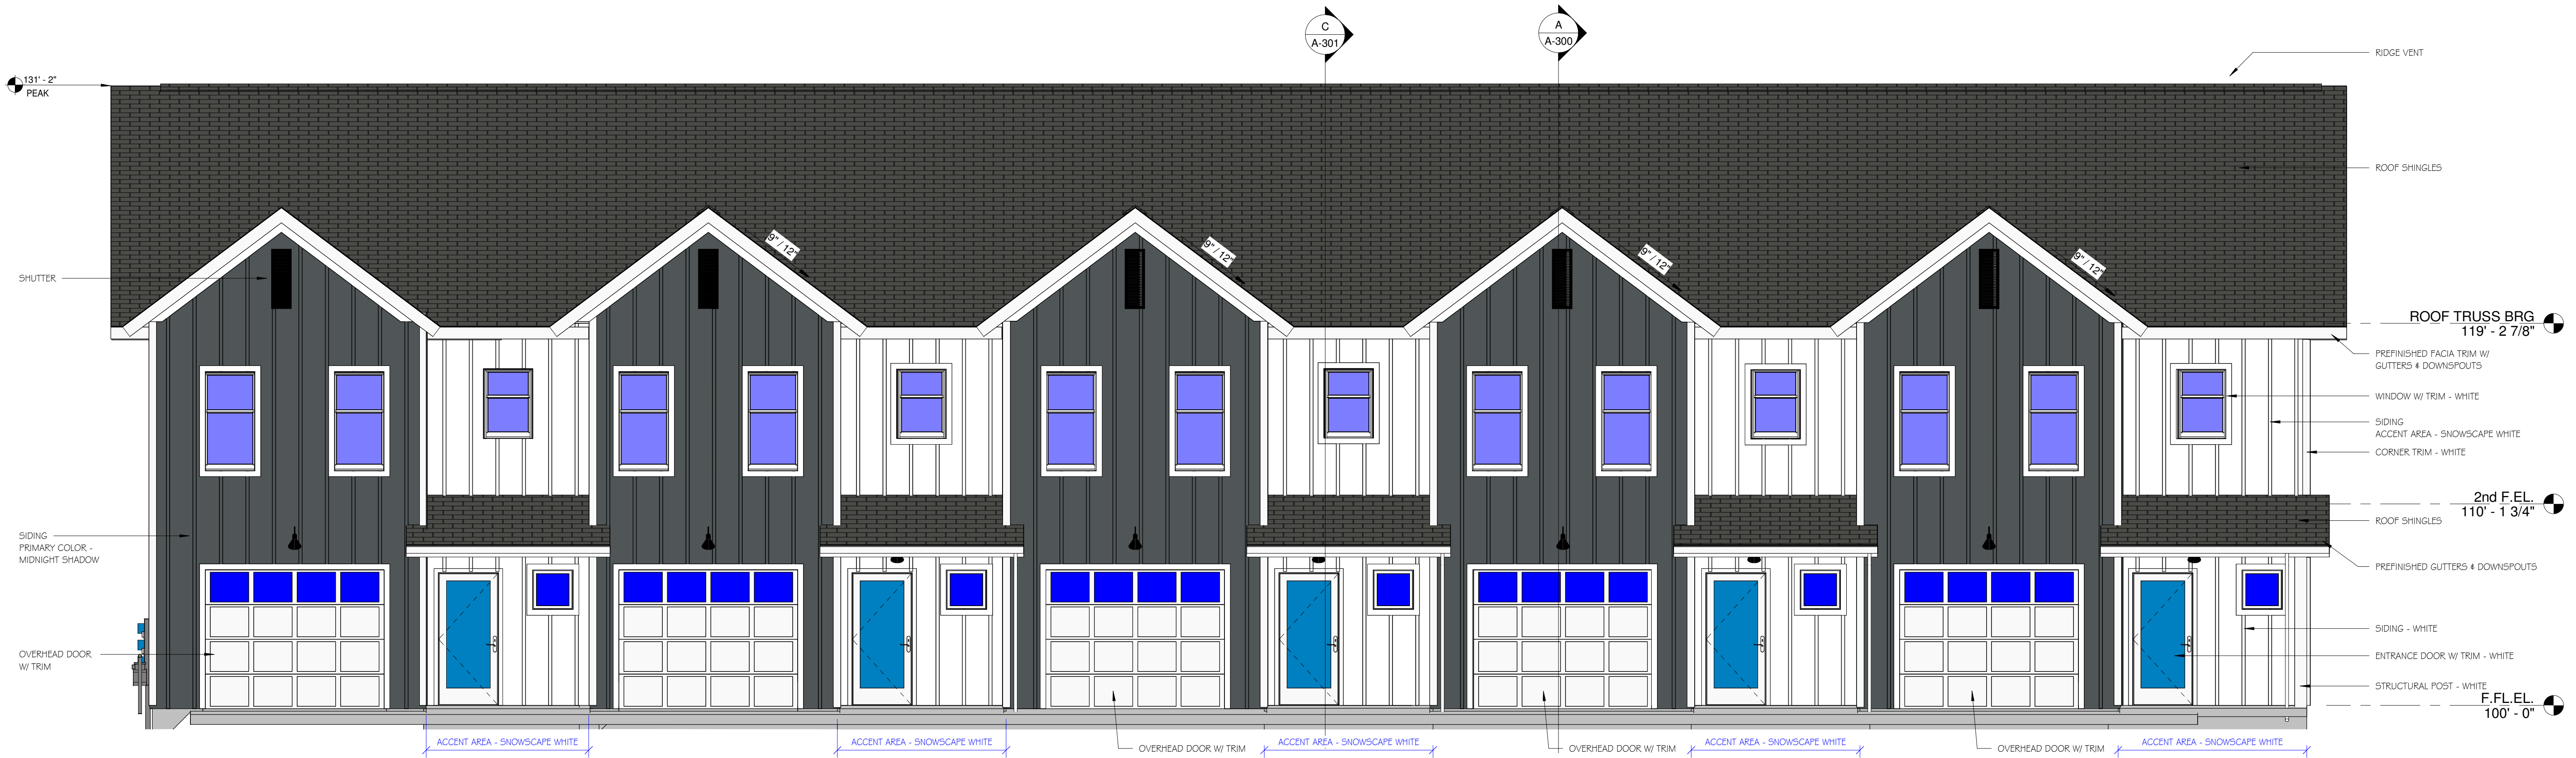 C
A-301
A
A-300
RIDGE VENT
131' - 2"
PEAK
ROOF SHINGLES
9" / 12"
9" / 12"
9" / 12"
9" / 12"
SHUTTER
ROOF TRUSS BRG
119' - 2 7/8"
PREFINISHED FACIA TRIM W/
GUTTERS & DOWNSPOUTS
WINDOW W/ TRIM - WHITE
SIDING
ACCENT AREA - SNOWSCAPE WHITE
CORNER TRIM - WHITE
2nd F.EL.
110' - 1 3/4"
ROOF SHINGLES
SIDING
PRIMARY COLOR -
MIDNIGHT SHADOW
PREFINISHED GUTTERS & DOWNSPOUTS
SIDING - WHITE
OVERHEAD DOOR
W/ TRIM
ENTRANCE DOOR W/ TRIM - WHITE
STRUCTURAL POST - WHITE
F.FL.EL.
100' - 0"
ACCENT AREA - SNOWSCAPE WHITE
ACCENT AREA - SNOWSCAPE WHITE
OVERHEAD DOOR W/ TRIM
ACCENT AREA - SNOWSCAPE WHITE
OVERHEAD DOOR W/ TRIM
ACCENT AREA - SNOWSCAPE WHITE
OVERHEAD DOOR W/ TRIM
ACCENT AREA - SNOWSCAPE WHITE